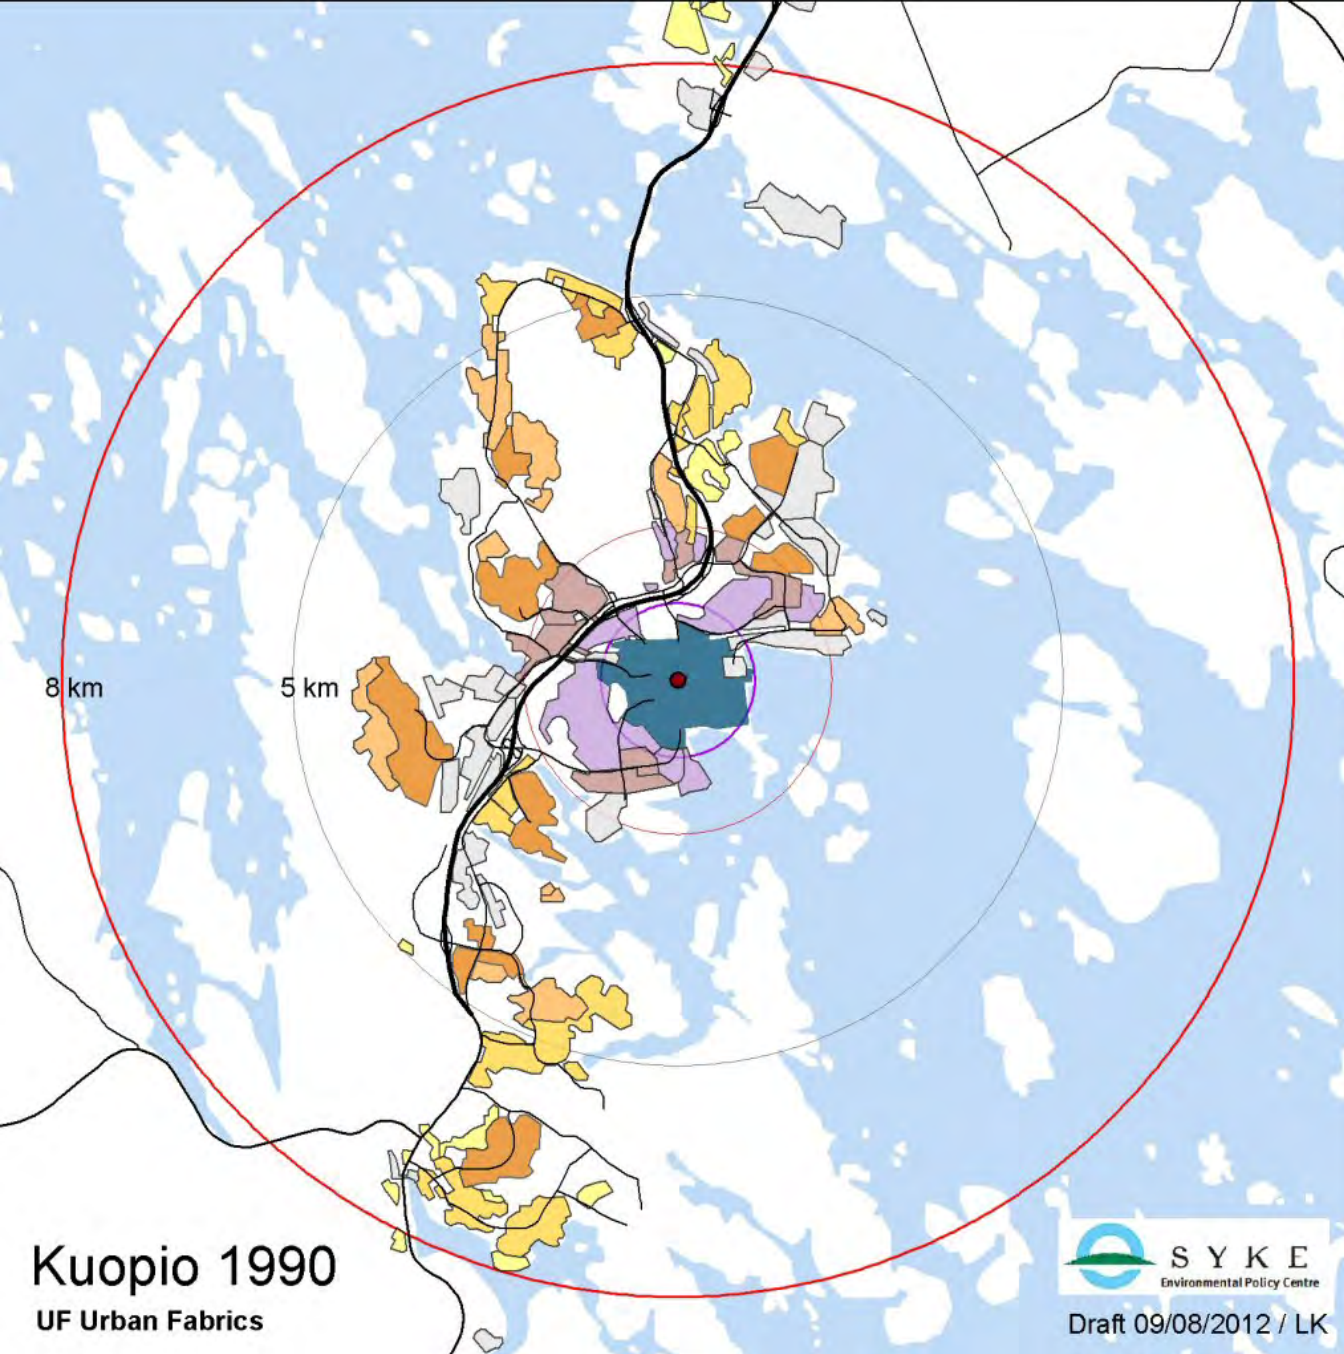 8 km
5 km
Kuopio 1990
UF Urban Fabrics
SYKE
Environmental Policy Centre
Draft 09/08/2012 / LK